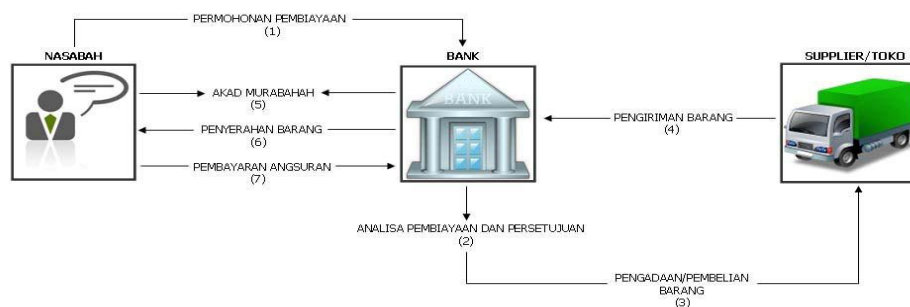 PERMOHONAN PEMBIAYAAN
(1)
NASABAH
BANK
SUPPLIER/TOKO
BANK
AKAD MURABAHAH
(5)
PENYERAHAN BARANG
(6)
PEMBAYARAN ANGSURAN
(7)
PENGIRIMAN BARANG
(4)
ANALISA PEMBIAYAAN DAN PERSETUJUAN
(2)
PENGADAAN/PEMBELIAN
BARANG
(3)